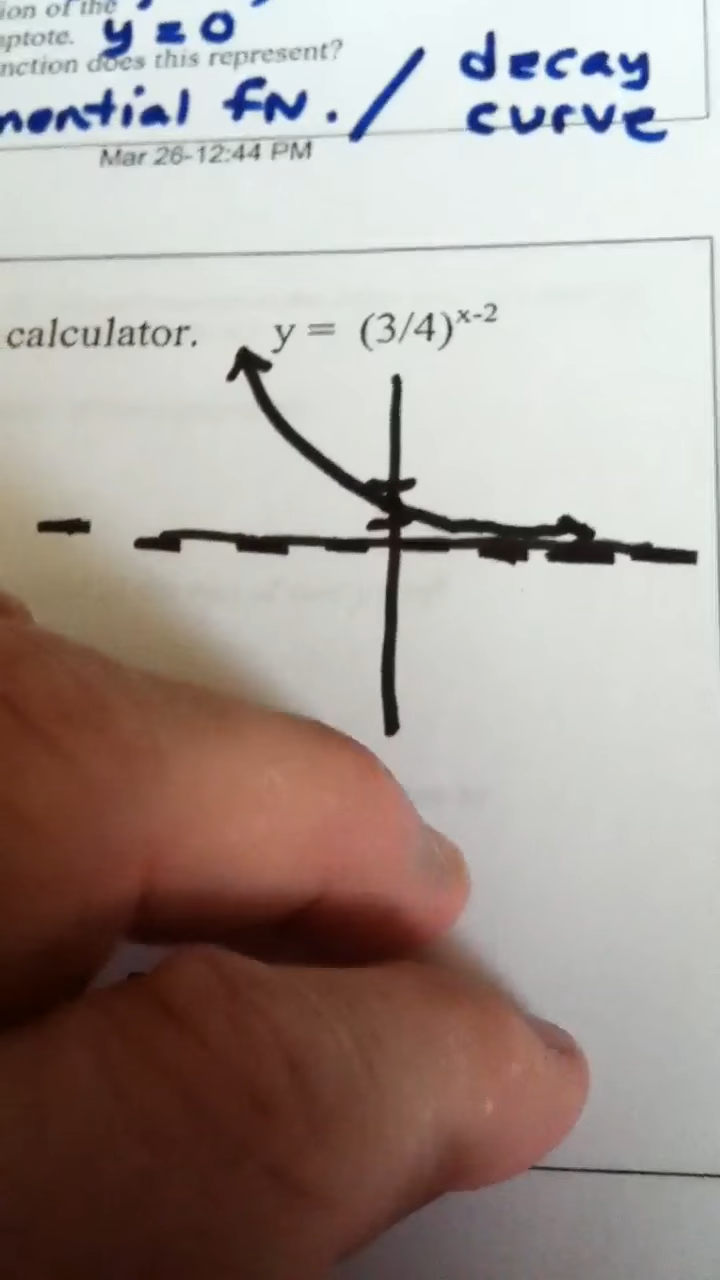 ion of the
ptote. y = 0
nction does this represent?
nential fN. / decay curve
Mar 26-12:44 PM
calculator. y = (3/4)^{x-2}